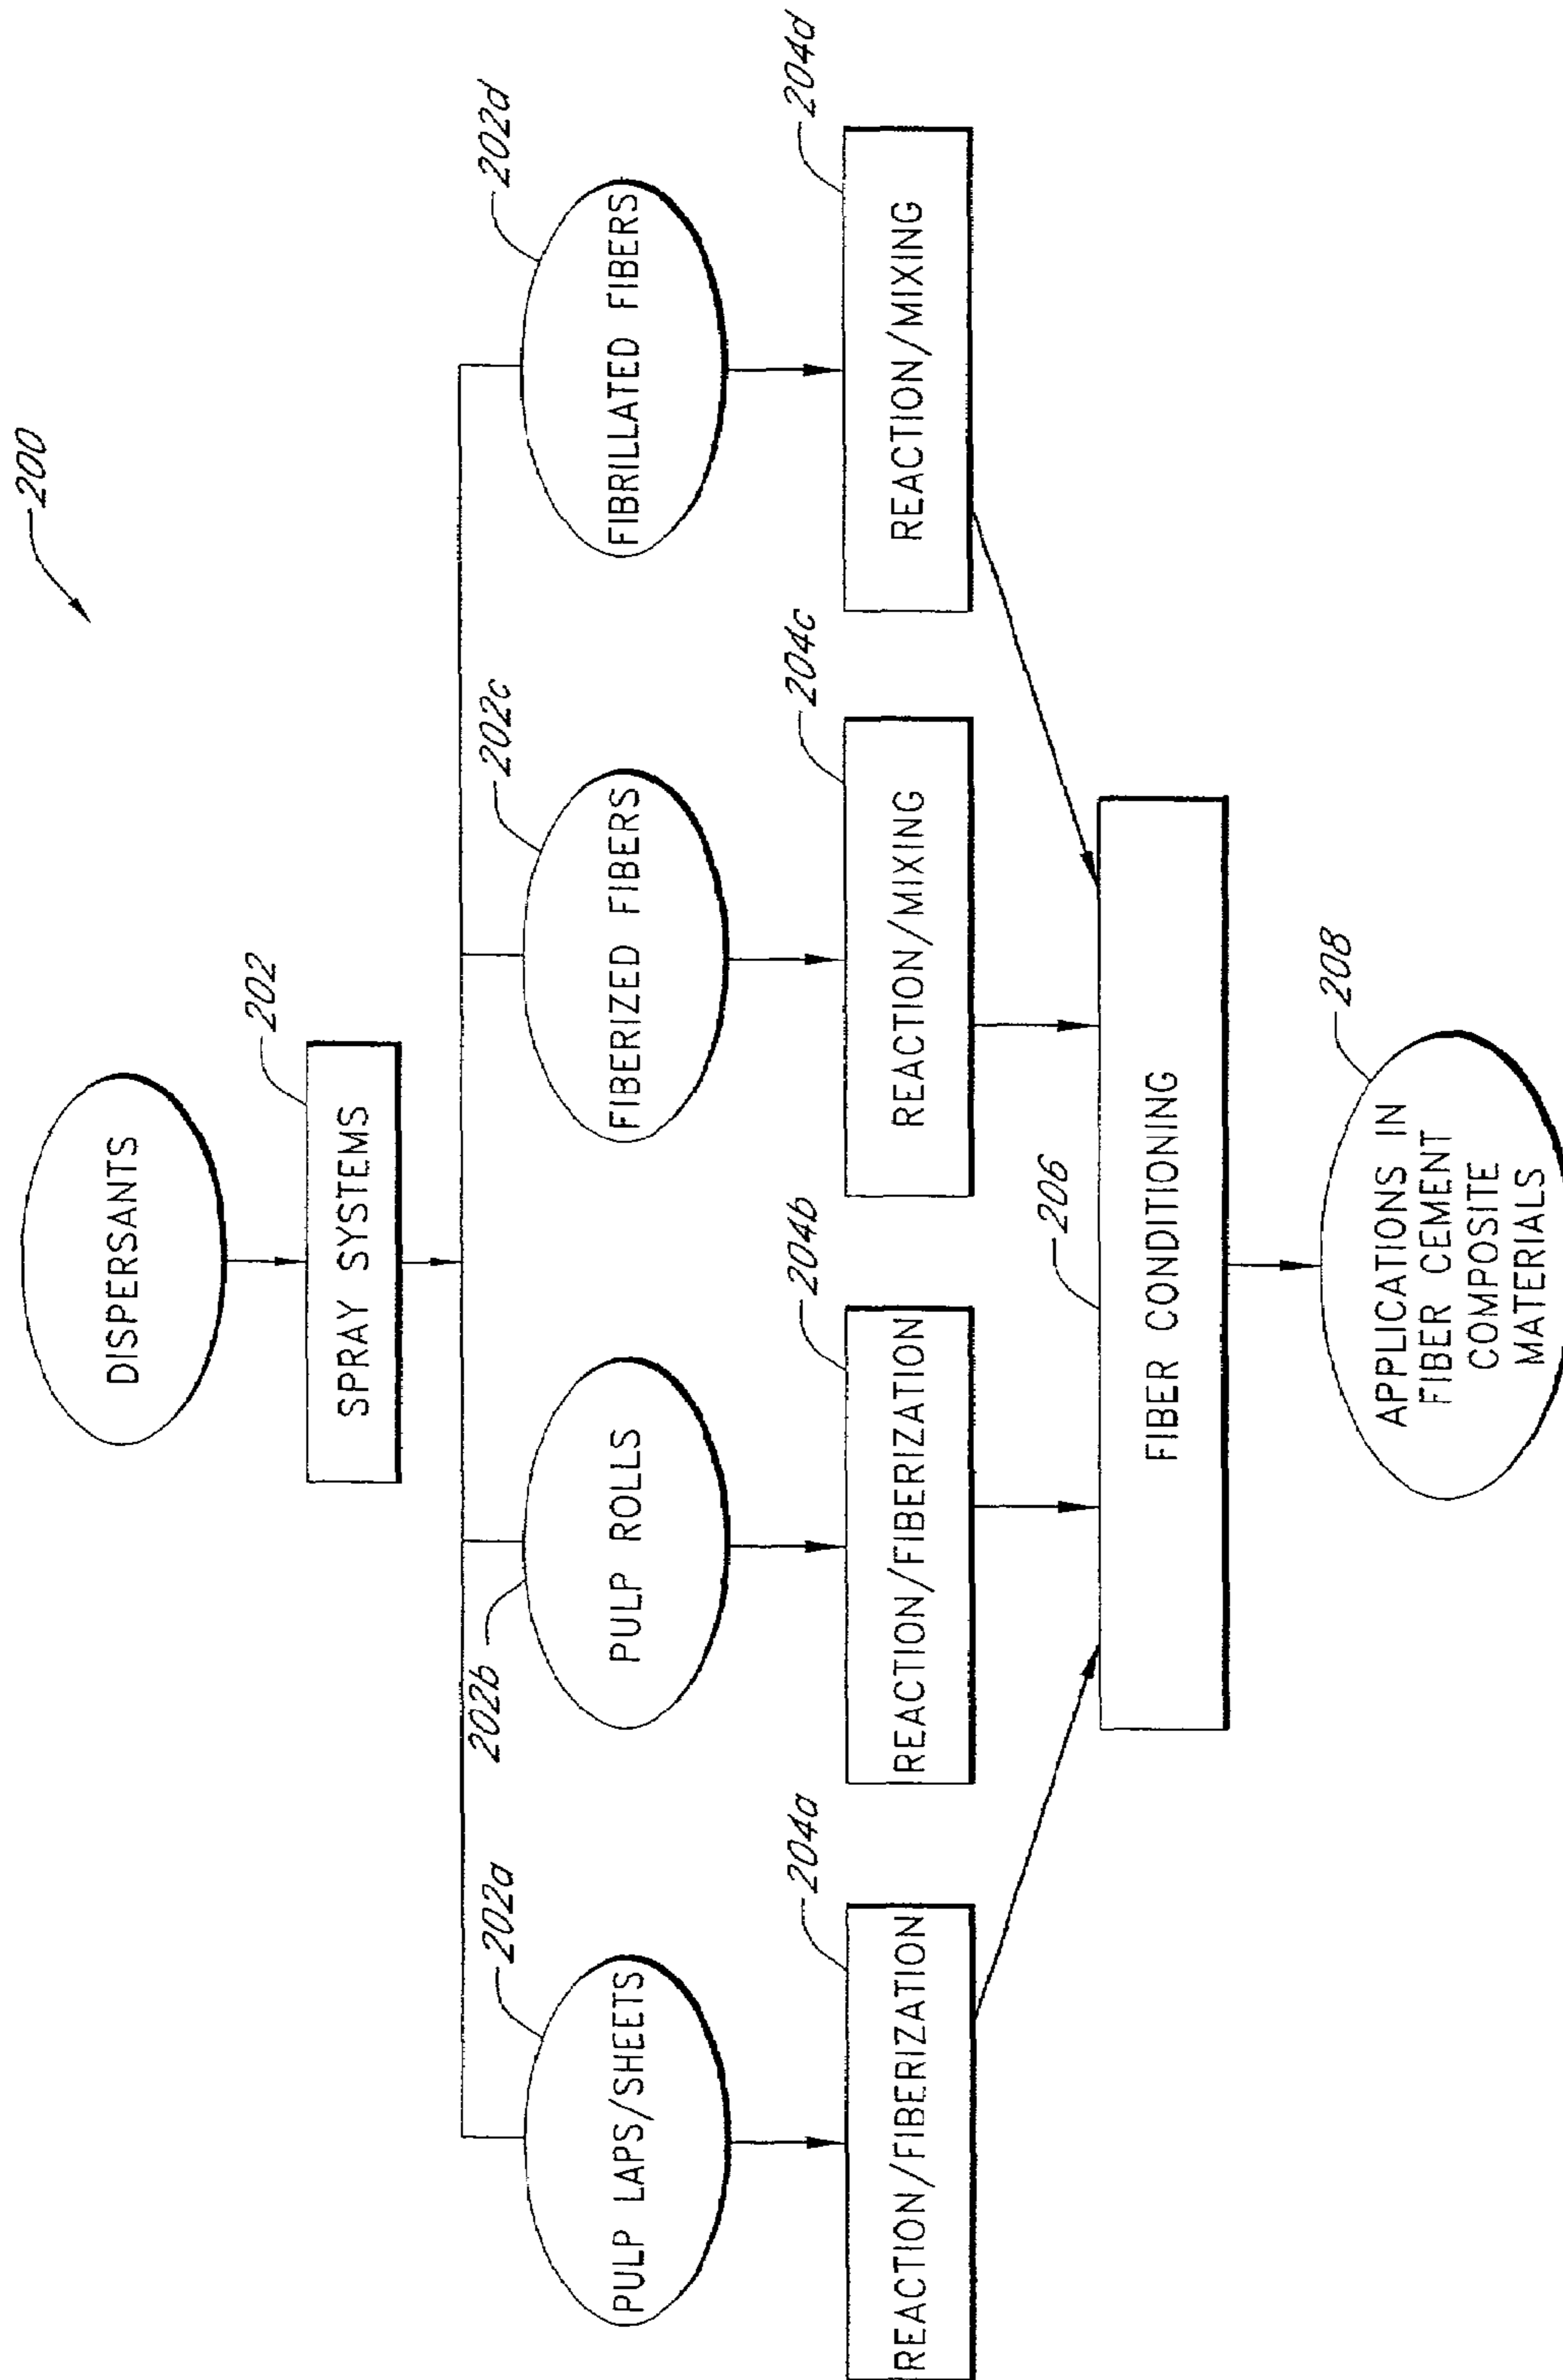 200
DISPERSANTS
202
SPRAY SYSTEMS
202a
202b
202c
202d
PULP LAPS/SHEETS
PULP ROLLS
FIBERIZED FIBERS
FIBRILLATED FIBERS
204a
204b
204c
204d
REACTION/FIBERIZATION
REACTION/FIBERIZATION
REACTION/MIXING
REACTION/MIXING
206
FIBER CONDITIONING
208
APPLICATIONS IN
FIBER CEMENT
COMPOSITE
MATERIALS